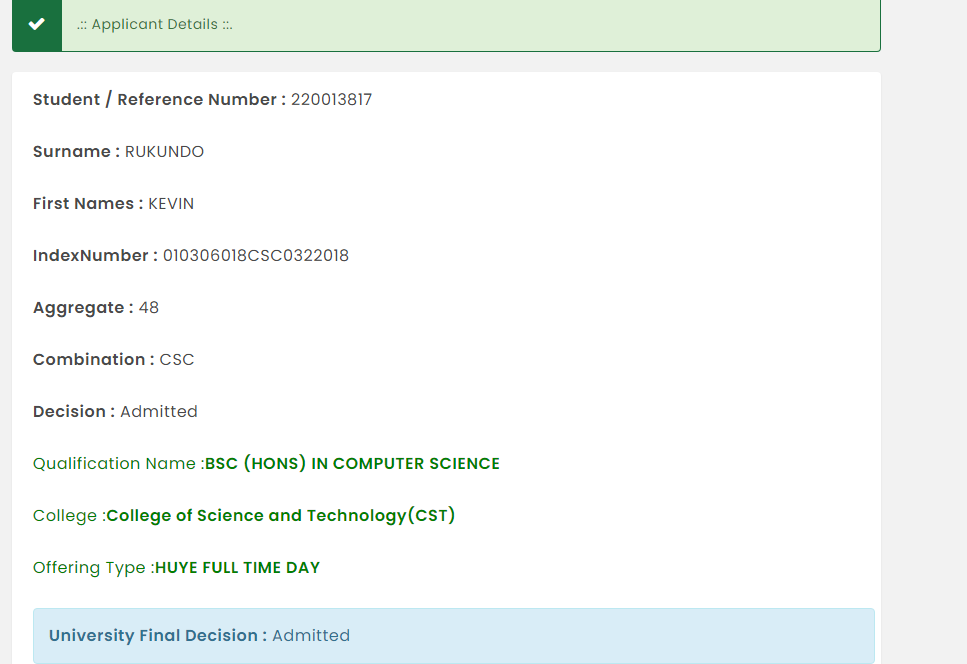 .:: Applicant Details ::.
Student / Reference Number : 220013817
Surname : RUKUNDO
First Names : KEVIN
IndexNumber : 010306018CSC0322018
Aggregate : 48
Combination : CSC
Decision : Admitted
Qualification Name :BSC (HONS) IN COMPUTER SCIENCE
College :College of Science and Technology(CST)
Offering Type :HUYE FULL TIME DAY
University Final Decision : Admitted